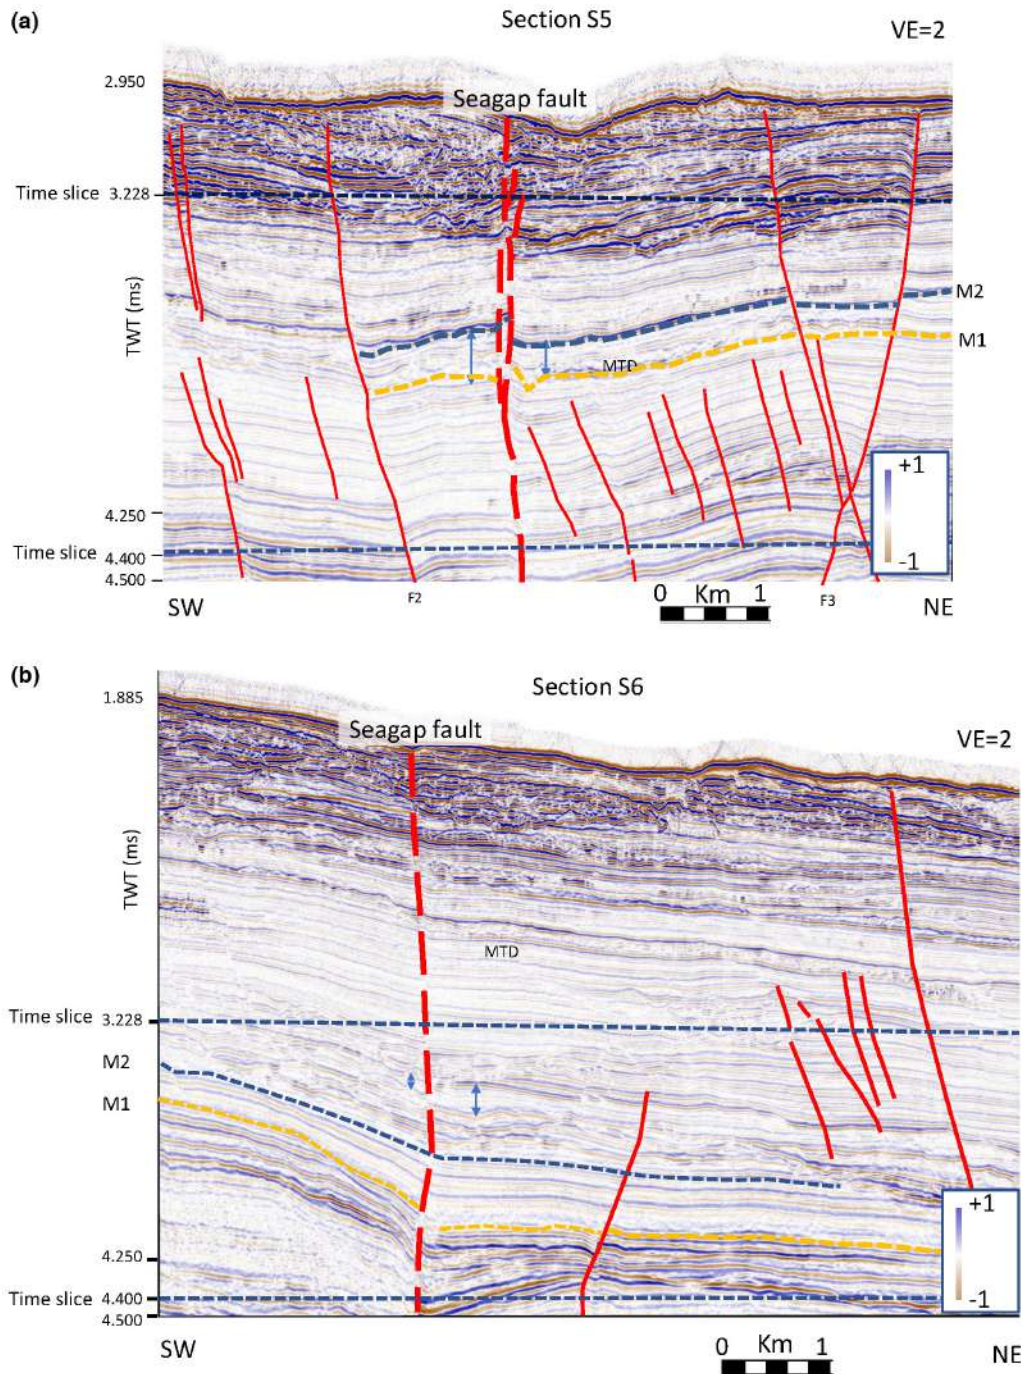 (a)
Section S5
VE=2
2.950
Seagap fault
Time slice 3.228
TWT (ms)
M2
M1
MTD
+1
-1
4.250
Time slice
4.400
4.500
0 Km 1
SW
F2
F3
NE
(b)
1.885
Section S6
Seagap fault
VE=2
TWT (ms)
MTD
Time slice 3.228
M2
M1
+1
-1
4.250
Time slice 4.400
4.500
SW
0 Km 1
NE